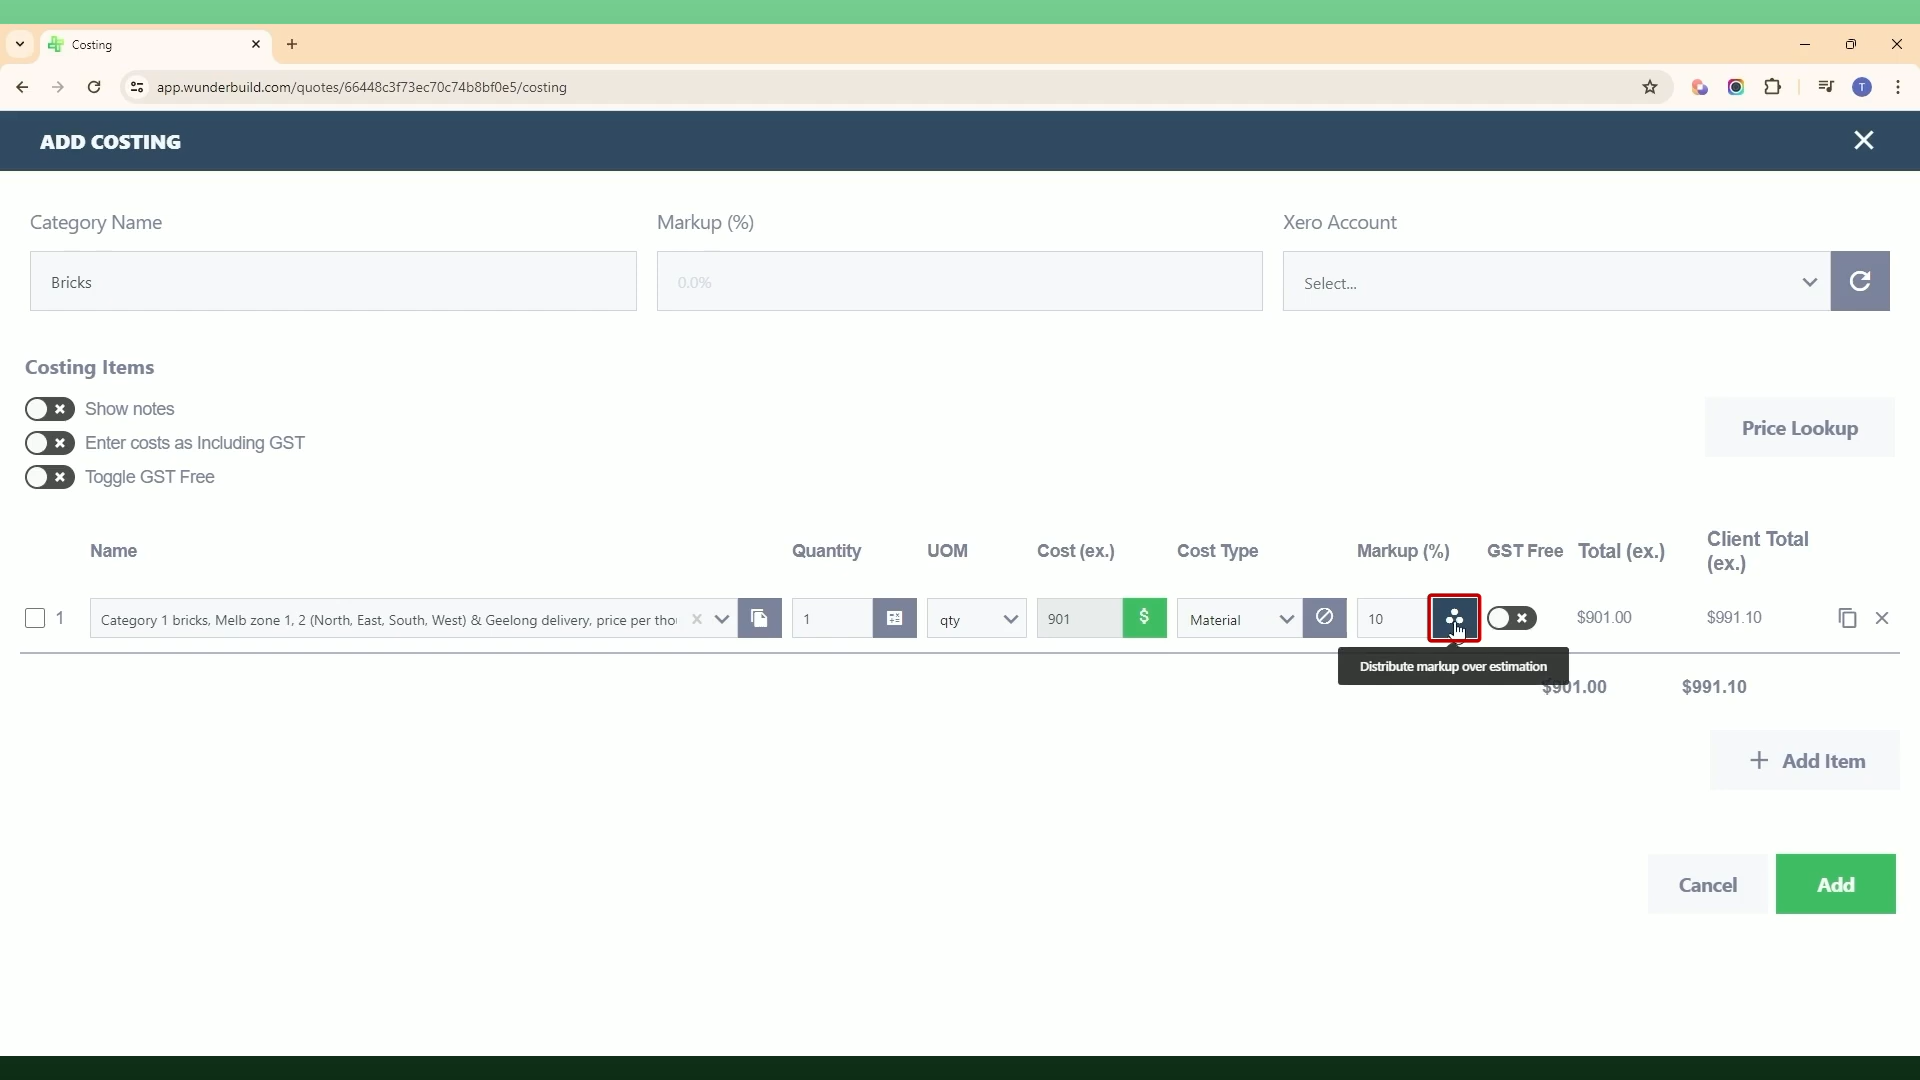 Costing
app.wunderbuild.com/quotes/66448c3f73ec70c74b8bf0e5/costing
T
ADD COSTING
Category Name
Markup (%)
Xero Account
Bricks
0.0%
Select...
Costing Items
Show notes
Enter costs as Including GST
Toggle GST Free
Price Lookup
Name
Quantity
UOM
Cost (ex.)
Cost Type
Markup (%)
GST Free
Total (ex.)
Client Total
(ex.)
1
Category 1 bricks, Melb zone 1, 2 (North, East, South, West) & Geelong delivery, price per thou
1
qty
901
$
Material
10
$901.00
$991.10
Distribute markup over estimation
$901.00
$991.10
+ Add Item
Cancel
Add